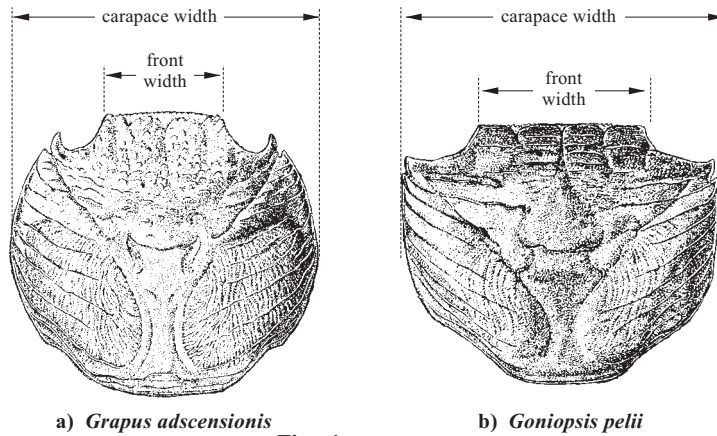 carapace width
front
width
a) Grapus adscensionis
carapace width
front
width
b) Goniopsis pelii